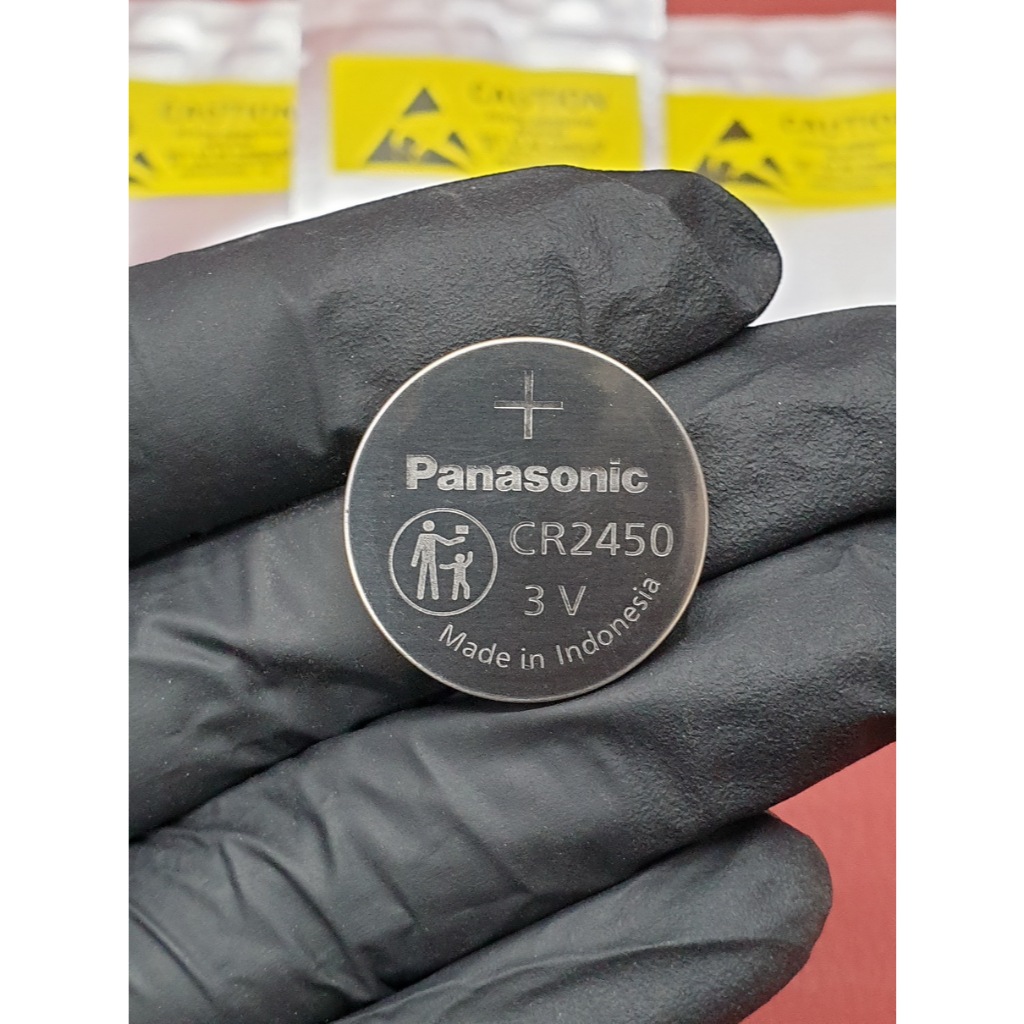 CAUTION
CAUTION
CAUTION
+
Panasonic
CR2450
3 V
Made in Indonesia